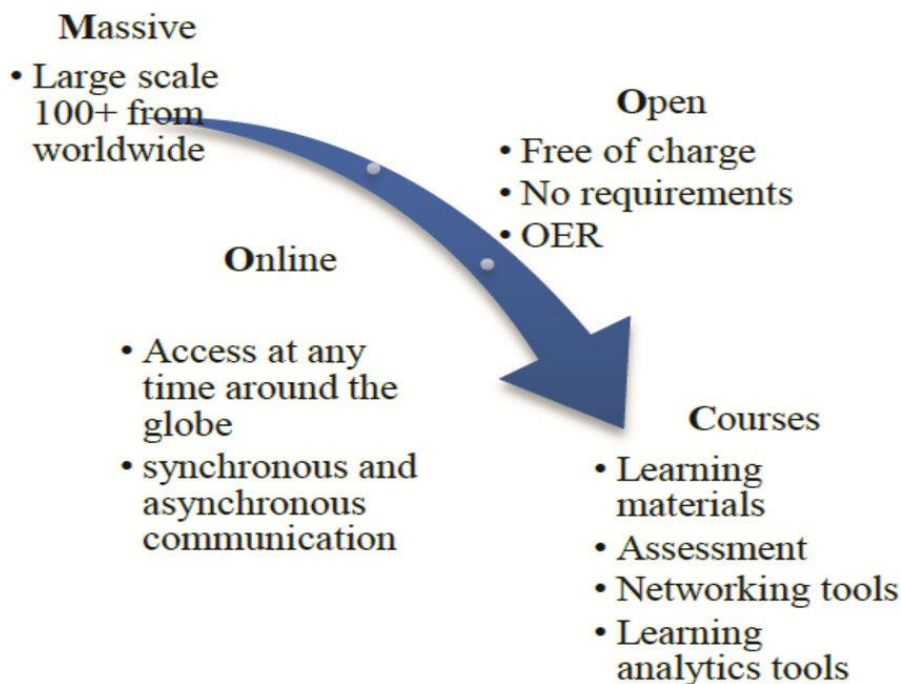 Massive
• Large scale
100+ from
worldwide
Open
• Free of charge
• No requirements
• OER
Online
• Access at any
time around the
globe
• synchronous and
asynchronous
communication
Courses
• Learning
materials
• Assessment
• Networking tools
• Learning
analytics tools